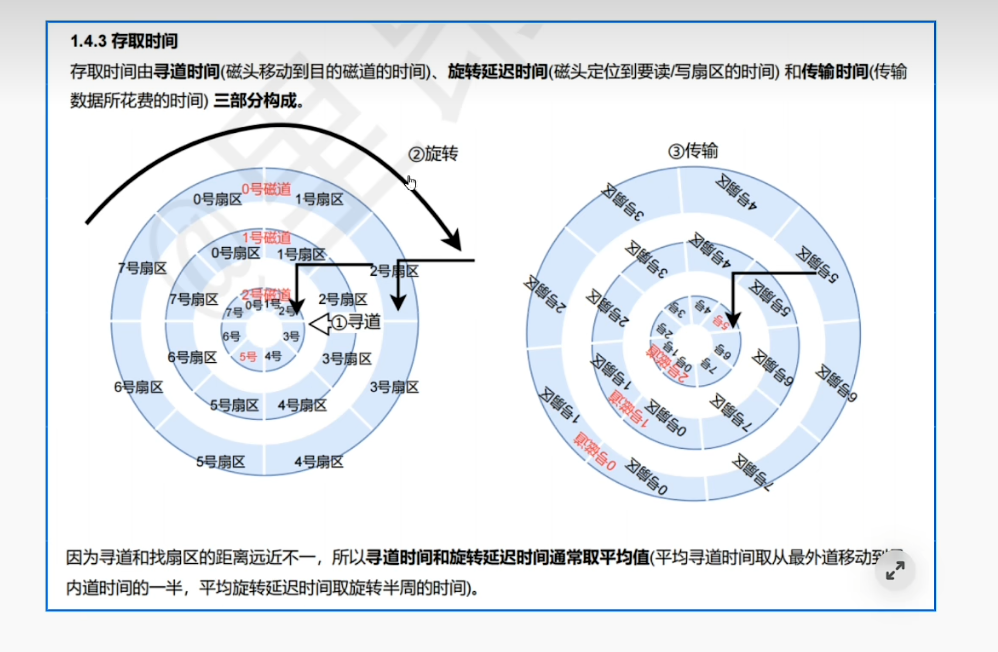 1.4.3 存取时间
存取时间由寻道时间(磁头移动到目的磁道的时间)、旋转延迟时间(磁头定位到要读/写扇区的时间) 和传输时间(传输
数据所花费的时间) 三部分构成。
②旋转
0号磁道
0号扇区 1号扇区
1号磁道
0号扇区 1号扇区
7号扇区 2号扇区
2号磁道
7号扇区 2号扇区
0号 1号
7号 2号
①寻道
6号 3号
5号 4号
6号扇区 3号扇区
6号扇区 3号扇区
5号扇区 4号扇区
5号扇区 4号扇区
③传输
3号扇区 4号扇区
3号扇区 4号扇区 5号扇区
2号扇区 2号扇区 5号扇区
3号 4号
2号 5号
1号 6号
0号 7号
2号磁道
1号扇区 6号扇区 6号扇区
1号扇区 1号磁道 0号扇区 7号扇区
0号磁道 0号扇区 7号扇区
因为寻道和找扇区的距离远近不一，所以寻道时间和旋转延迟时间通常取平均值(平均寻道时间取从最外道移动到
内道时间的一半，平均旋转延迟时间取旋转半周的时间)。